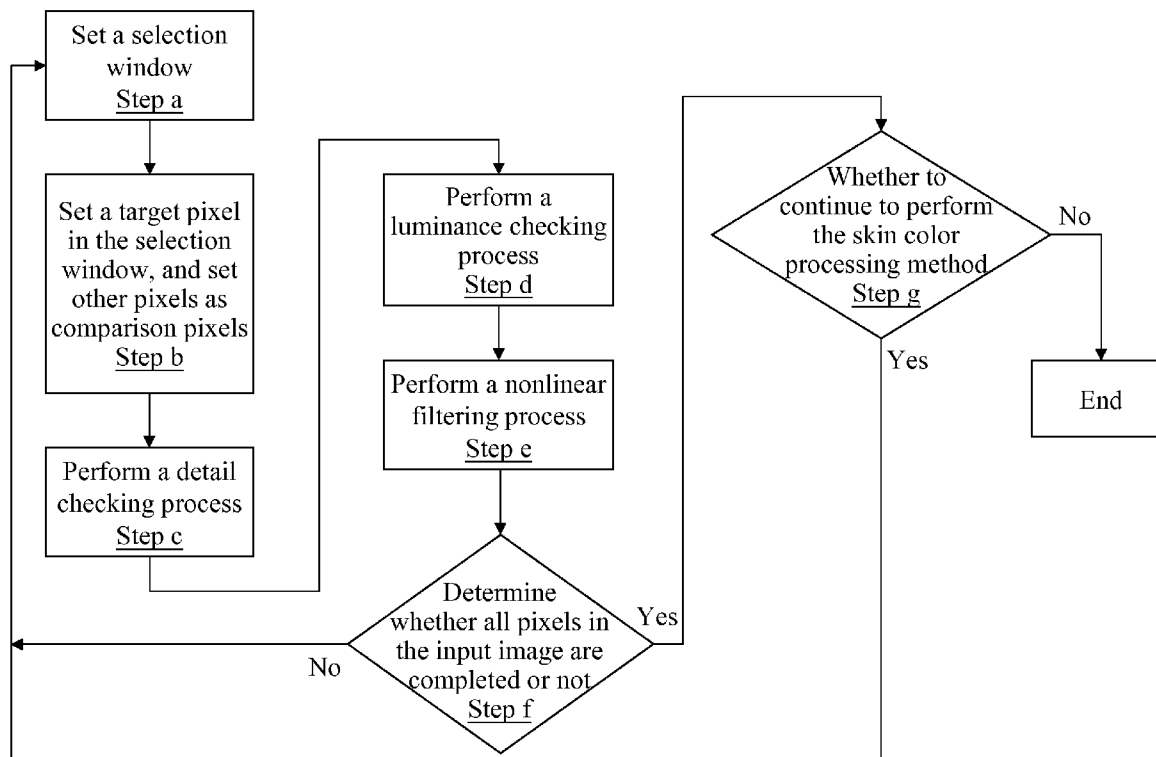 Set a selection
window
Step a
Set a target pixel
in the selection
window, and set
other pixels as
comparison pixels
Step b
Perform a detail
checking process
Step c
Perform a
luminance checking
process
Step d
Perform a nonlinear
filtering process
Step e
Determine
whether all pixels in
the input image are
completed or not
Step f
No
Yes
Whether to
continue to perform
the skin color
processing method
Step g
No
Yes
End